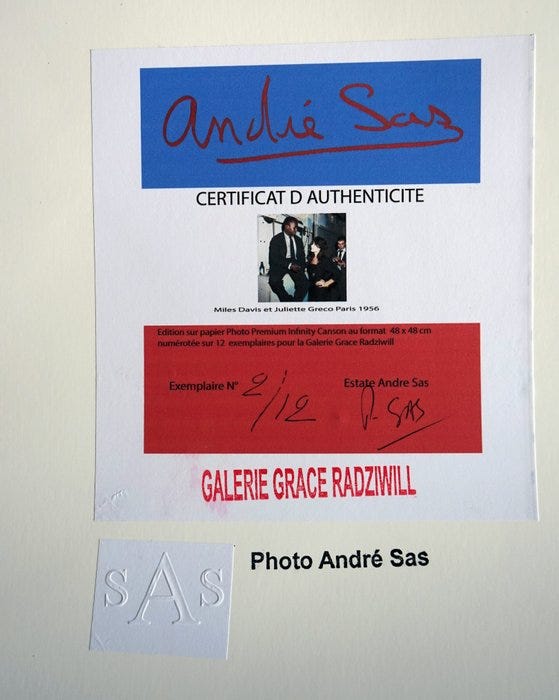 André Sas
CERTIFICAT D AUTHENTICITE
Miles Davis et Juliette Greco Paris 1956
Edition sur papier Photo Premium Infinity Canson au format 48 x 48 cm
numérotée sur 12 exemplaires pour la Galerie Grace Radziwill
Exemplaire N° 2/12
Estate Andre Sas
P. SAS
GALERIE GRACE RADZIWILL
Photo André Sas
SAS